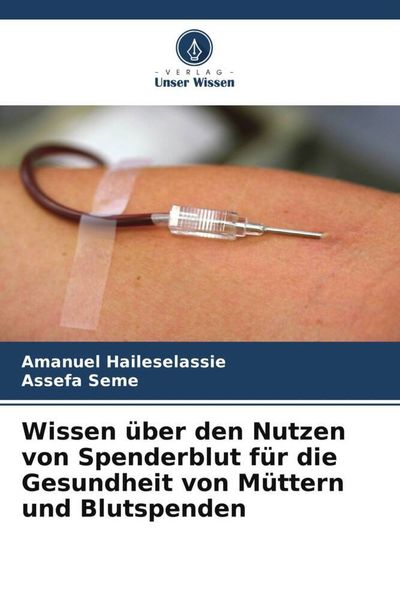 - VERLAG -
Unser Wissen
Amanuel Haileselassie
Assefa Seme
Wissen über den Nutzen
von Spenderblut für die
Gesundheit von Müttern
und Blutspenden